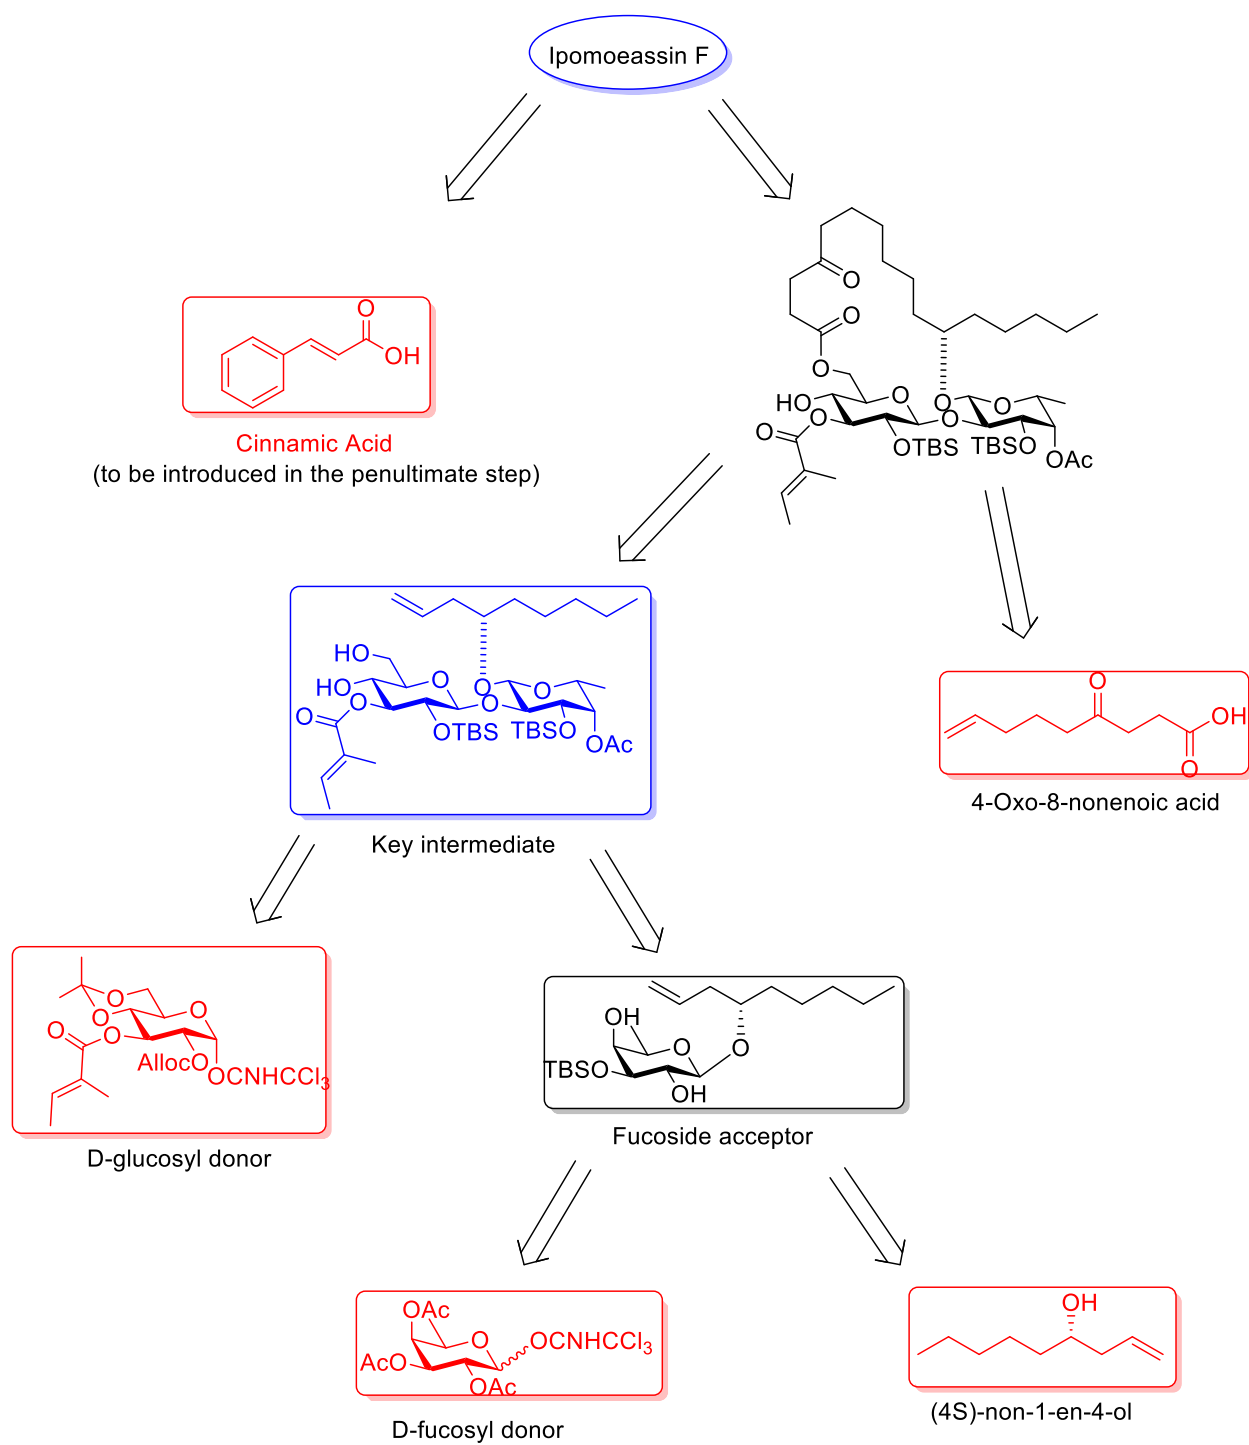 Ipomoeassin F
O
OH
Cinnamic Acid
(to be introduced in the penultimate step)
O
O
O
HO
O
O
O
O
O
O
OTBS
TBSO
OAc
HO
HO
O
O
O
O
O
O
OTBS
TBSO
OAc
Key intermediate
O
OH
O
4-Oxo-8-nonenoic acid
O
O
O
O
O
AllocO
OCNHCCl3
D-glucosyl donor
OH
O
O
TBSO
OH
Fucoside acceptor
OAc
O
OCNHCCl3
AcO
OAc
D-fucosyl donor
OH
(4S)-non-1-en-4-ol